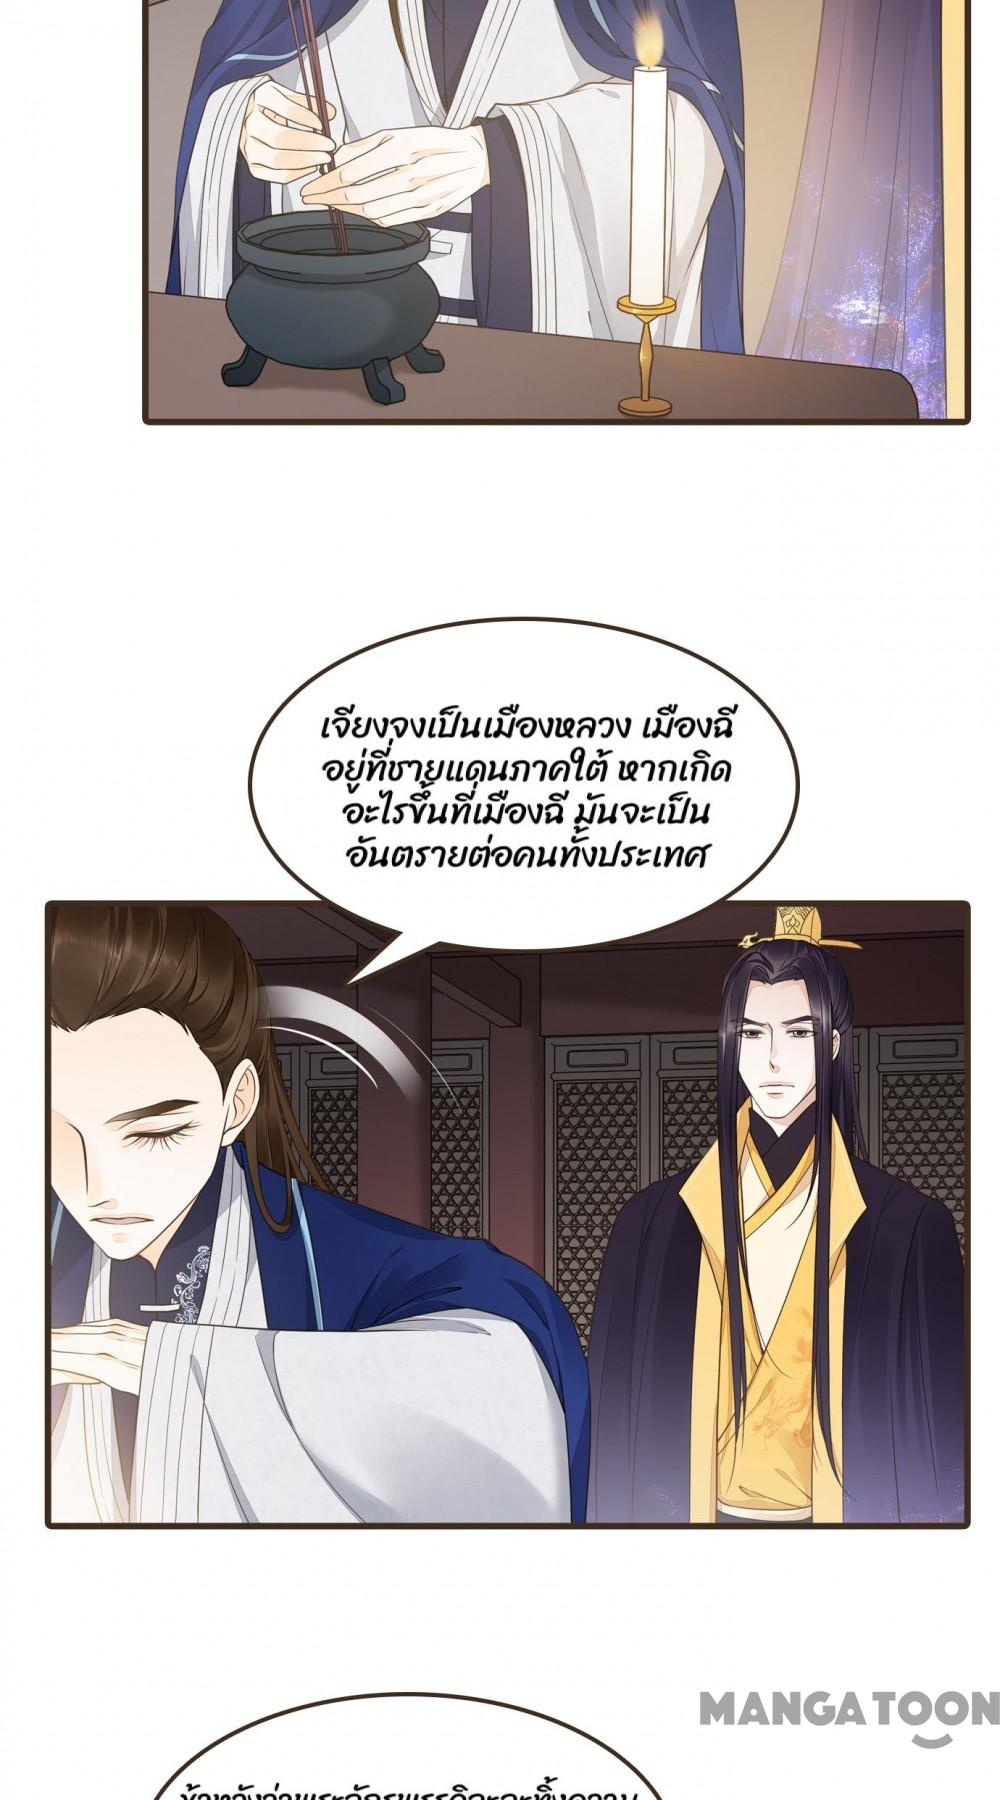 เจียงจงเป็นเมืองหลวง เมืองฉี
อยู่ที่ชายแดนภาคใต้ หากเกิด
อะไรขึ้นที่เมืองฉี มันจะเป็น
อันตรายต่อคนทั้งประเทศ
MANGATOON